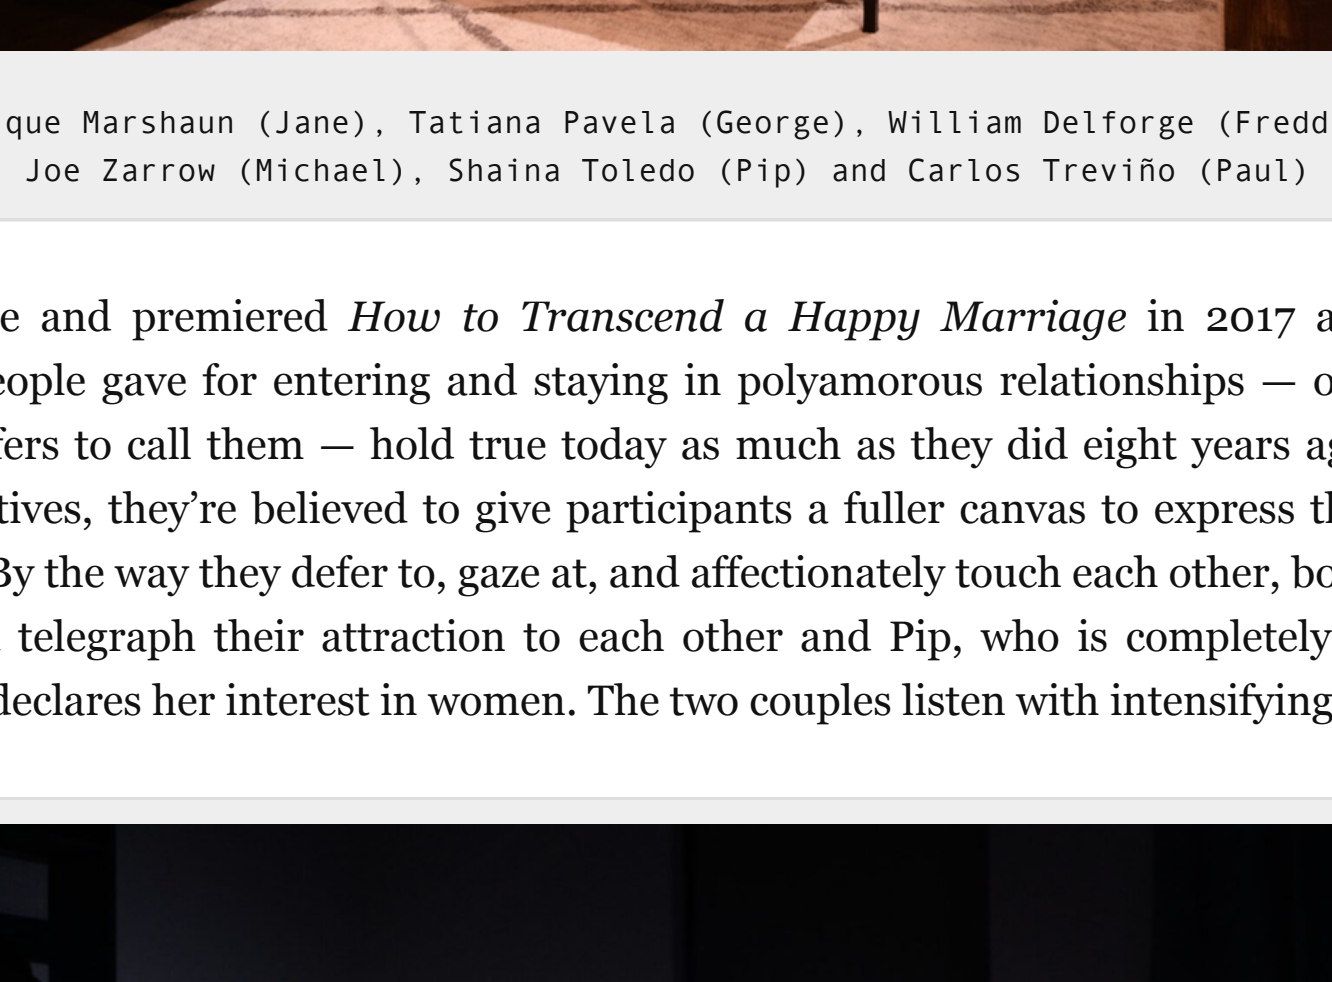 que Marshaun (Jane), Tatiana Pavela (George), William Delforge (Fredd
Joe Zarrow (Michael), Shaina Toledo (Pip) and Carlos Treviño (Paul)
e and premiered How to Transcend a Happy Marriage in 2017 a
eople gave for entering and staying in polyamorous relationships — o
fers to call them — hold true today as much as they did eight years ag
tives, they’re believed to give participants a fuller canvas to express th
By the way they defer to, gaze at, and affectionately touch each other, bo
telegraph their attraction to each other and Pip, who is completely
declares her interest in women. The two couples listen with intensifying